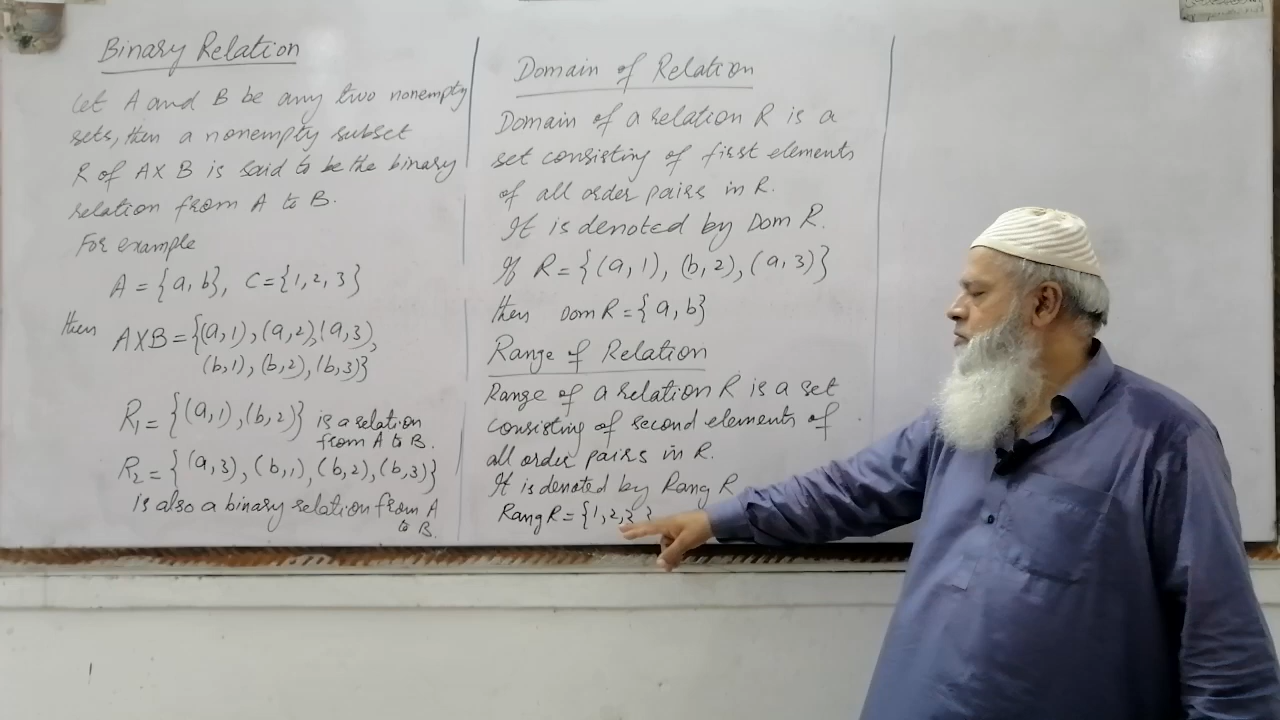 Binary Relation
Let A and B be any two nonempty
sets, then a nonempty subset
R of A×B is said to be the binary
relation from A to B.
For example
A = {a,b}, C={1,2,3}
then A×B = {(a,1),(a,2),(a,3),
(b,1),(b,2),(b,3)}
R₁ = {(a,1),(b,2)} is a relation
from A to B.
R₂ = {(a,3),(b,1),(b,2),(b,3)}
is also a binary relation from A
to B.
Domain of Relation
Domain of a relation R is a
set consisting of first elements
of all order pairs in R.
It is denoted by Dom R.
If R={(a,1),(b,2),(a,3)}
then Dom R = {a,b}
Range of Relation
Range of a relation R is a set
consisting of second elements of
all order pairs in R.
It is denoted by Rang R
Rang R = {1,2,3}